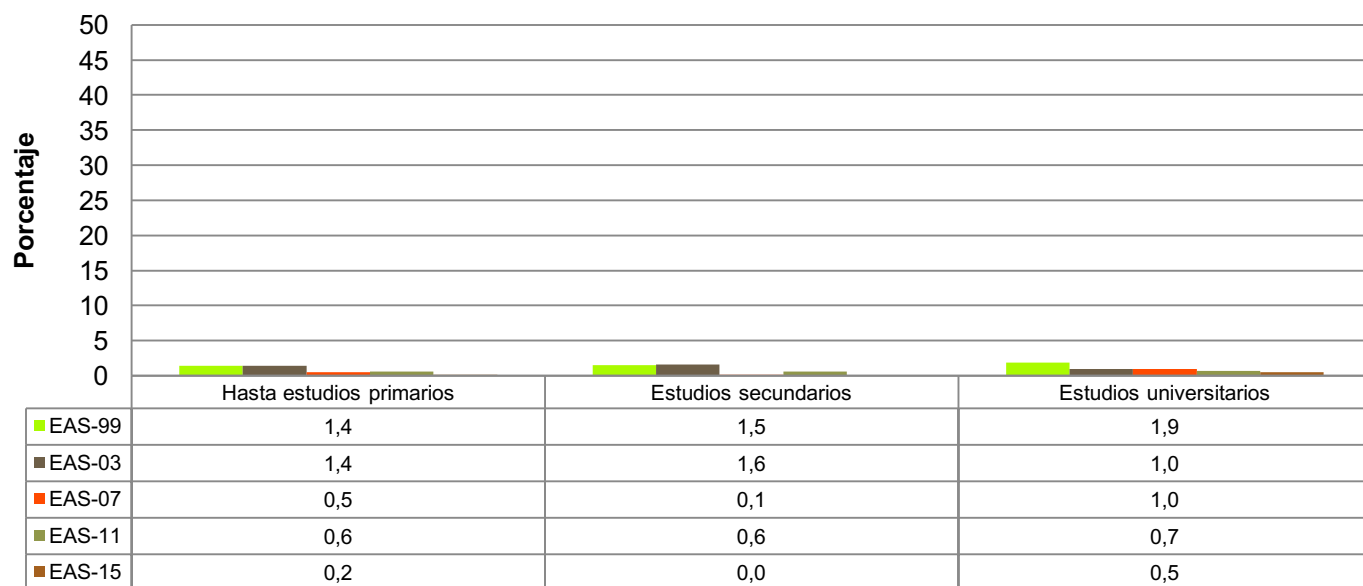 Porcentaje
50
45
40
35
30
25
20
15
10
5
0
Hasta estudios primarios Estudios secundarios Estudios universitarios
EAS-99 1,4 1,5 1,9
EAS-03 1,4 1,6 1,0
EAS-07 0,5 0,1 1,0
EAS-11 0,6 0,6 0,7
EAS-15 0,2 0,0 0,5